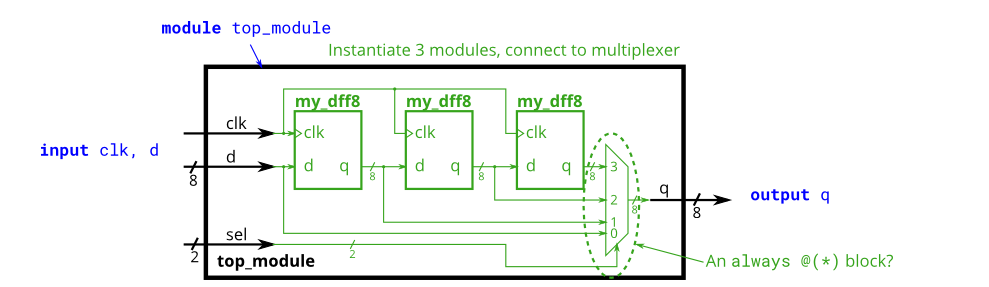 module top_module
Instantiate 3 modules, connect to multiplexer
my_dff8 my_dff8 my_dff8
clk
clk clk clk
input clk, d
d
d q d q d q 3
8 8 8 8
q
2
8 8
output q
1
0
sel
2
2
top_module
An always @(*) block?